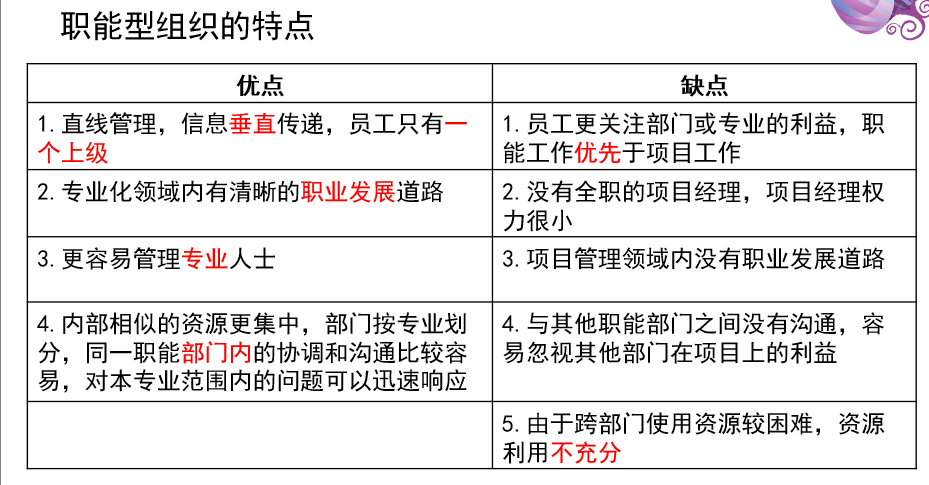 职能型组织的特点
优点
缺点
1.直线管理，信息垂直传递，员工只有一
个上级
1.员工更关注部门或专业的利益，职
能工作优先于项目工作
2.专业化领域内有清晰的职业发展道路
2.没有全职的项目经理，项目经理权
力很小
3.更容易管理专业人士
3.项目管理领域内没有职业发展道路
4.内部相似的资源更集中，部门按专业划
分，同一职能部门内的协调和沟通比较容
易，对本专业范围内的问题可以迅速响应
4.与其他职能部门之间没有沟通，容
易忽视其他部门在项目上的利益
5.由于跨部门使用资源较困难，资源
利用不充分